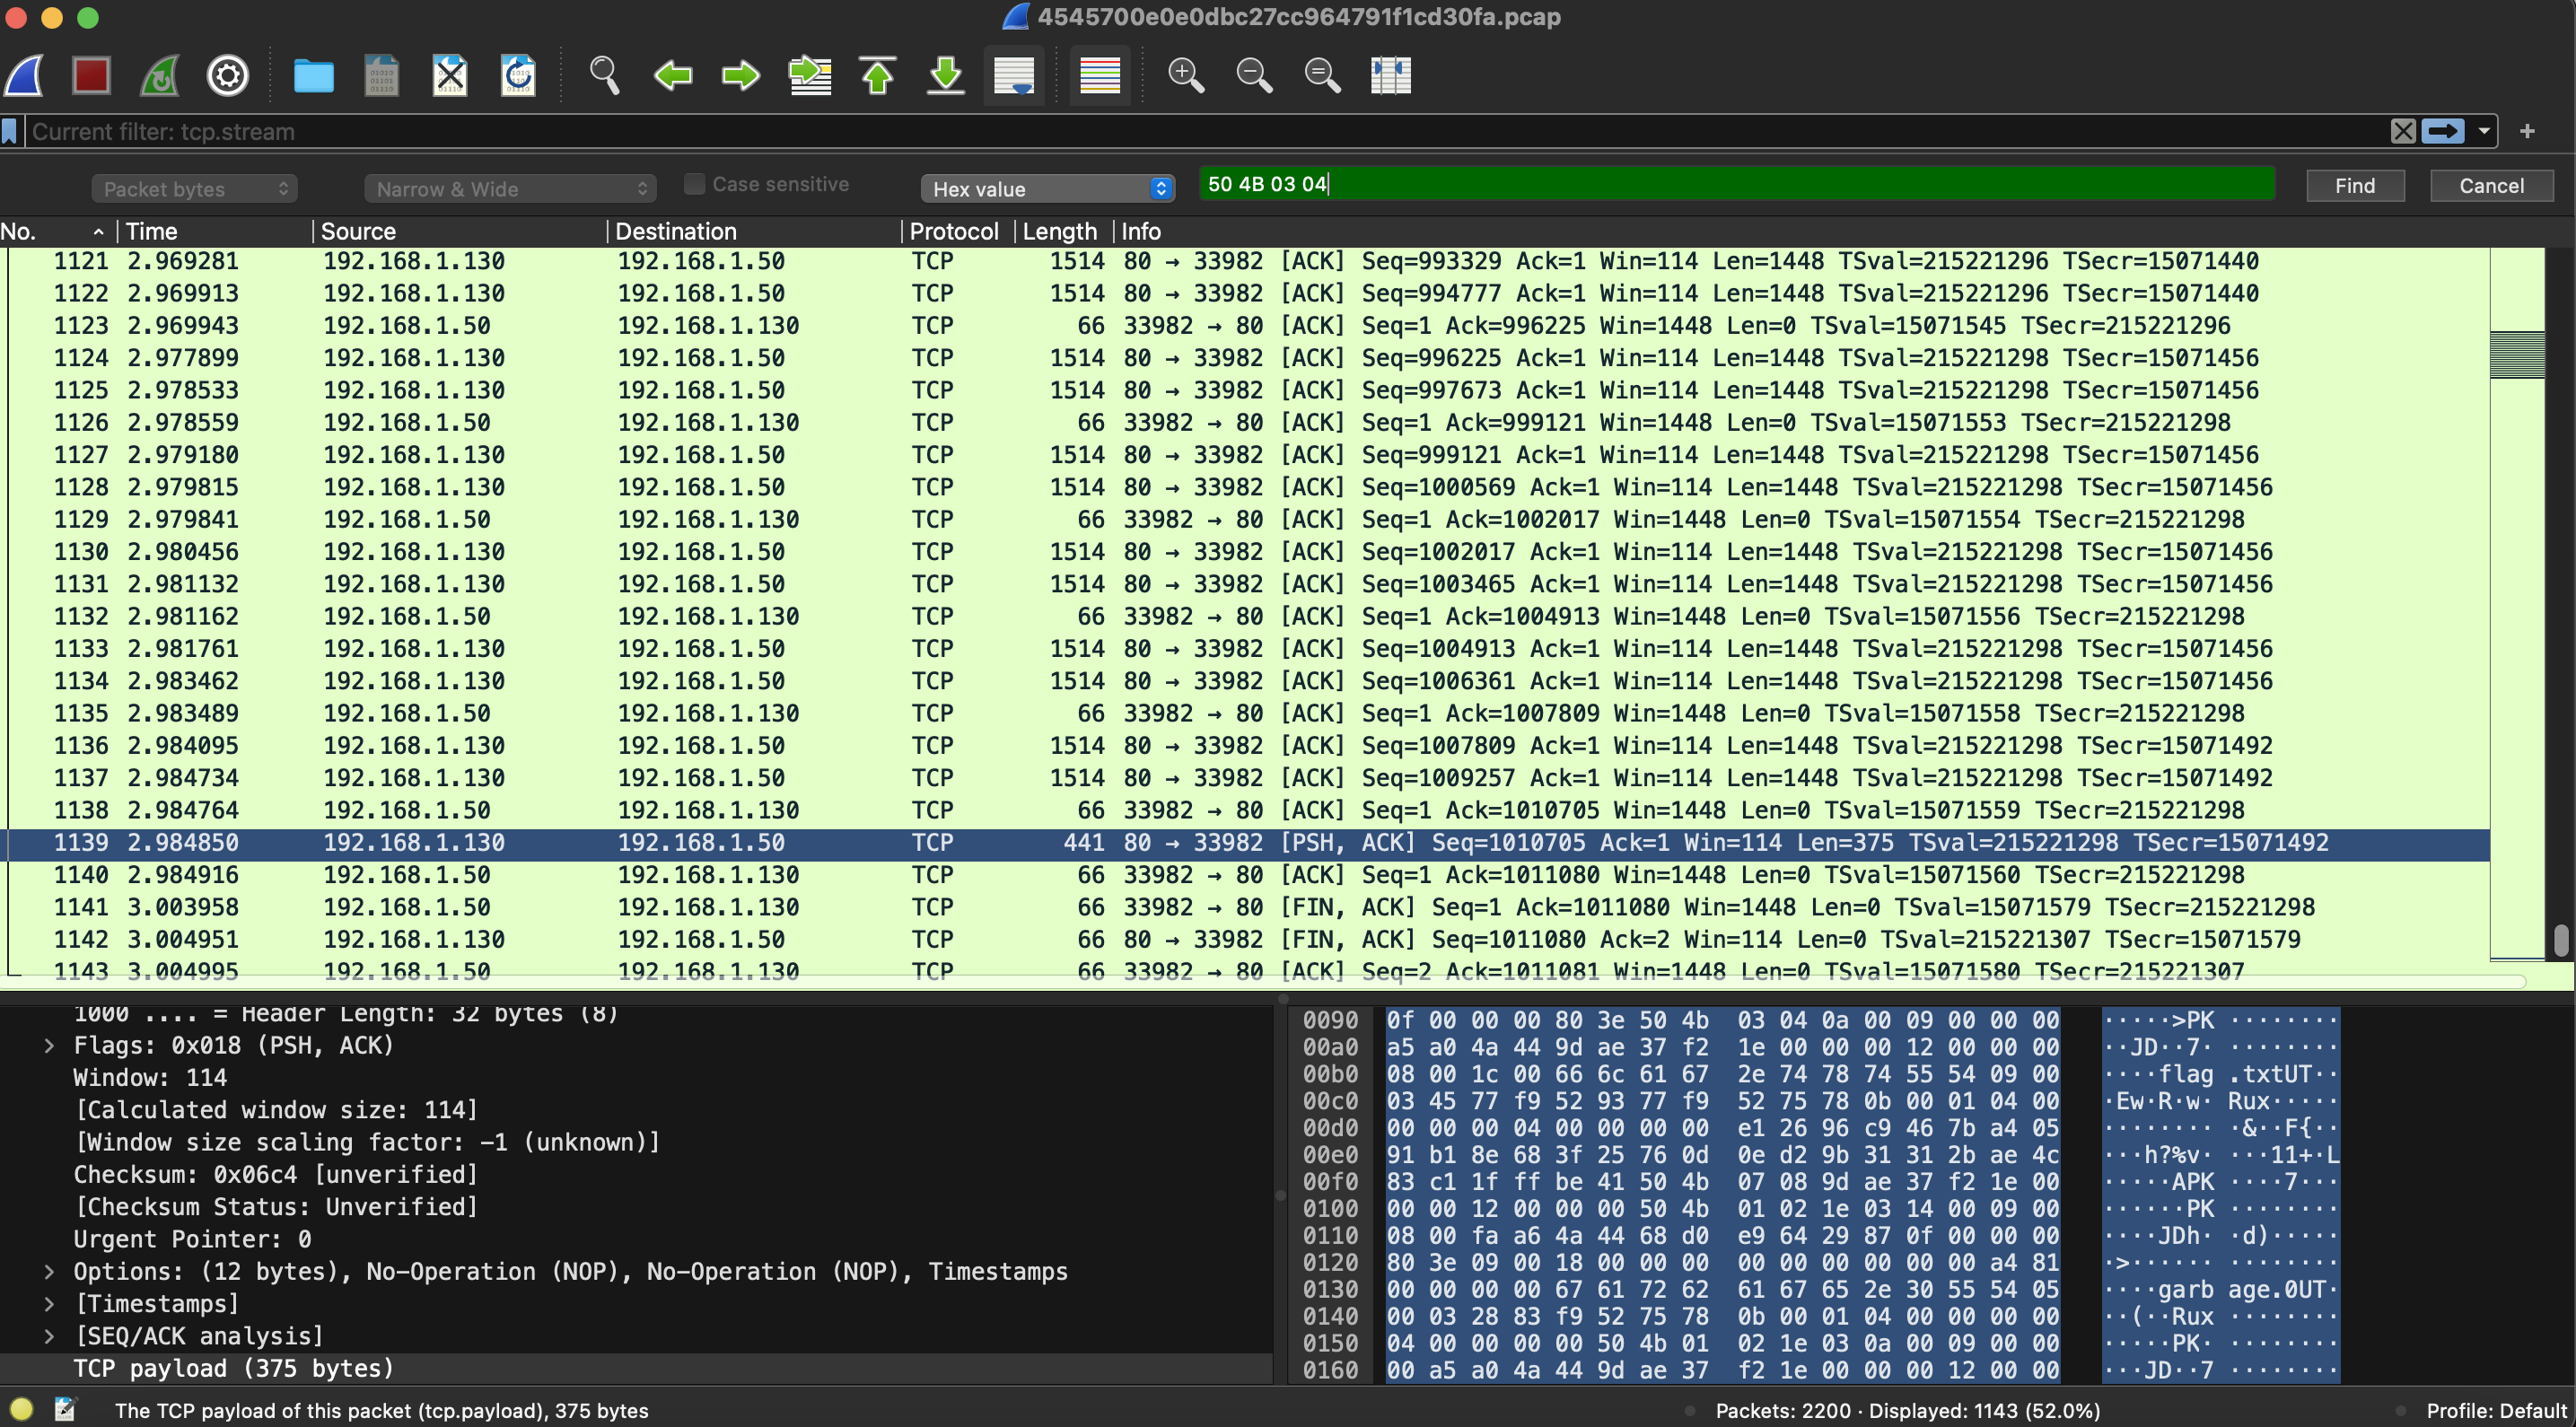 4545700e0e0dbc27cc964791f1cd30fa.pcap
Current filter: tcp.stream
Packet bytes Narrow & Wide Case sensitive Hex value 50 4B 03 04 Find Cancel
No. Time Source Destination Protocol Length Info
1121 2.969281 192.168.1.130 192.168.1.50 TCP 1514 80 → 33982 [ACK] Seq=993329 Ack=1 Win=114 Len=1448 TSval=215221296 TSecr=15071440
1122 2.969913 192.168.1.130 192.168.1.50 TCP 1514 80 → 33982 [ACK] Seq=994777 Ack=1 Win=114 Len=1448 TSval=215221296 TSecr=15071440
1123 2.969943 192.168.1.50 192.168.1.130 TCP 66 33982 → 80 [ACK] Seq=1 Ack=996225 Win=1448 Len=0 TSval=15071545 TSecr=215221296
1124 2.977899 192.168.1.130 192.168.1.50 TCP 1514 80 → 33982 [ACK] Seq=996225 Ack=1 Win=114 Len=1448 TSval=215221298 TSecr=15071456
1125 2.978533 192.168.1.130 192.168.1.50 TCP 1514 80 → 33982 [ACK] Seq=997673 Ack=1 Win=114 Len=1448 TSval=215221298 TSecr=15071456
1126 2.978559 192.168.1.50 192.168.1.130 TCP 66 33982 → 80 [ACK] Seq=1 Ack=999121 Win=1448 Len=0 TSval=15071553 TSecr=215221298
1127 2.979180 192.168.1.130 192.168.1.50 TCP 1514 80 → 33982 [ACK] Seq=999121 Ack=1 Win=114 Len=1448 TSval=215221298 TSecr=15071456
1128 2.979815 192.168.1.130 192.168.1.50 TCP 1514 80 → 33982 [ACK] Seq=1000569 Ack=1 Win=114 Len=1448 TSval=215221298 TSecr=15071456
1129 2.979841 192.168.1.50 192.168.1.130 TCP 66 33982 → 80 [ACK] Seq=1 Ack=1002017 Win=1448 Len=0 TSval=15071554 TSecr=215221298
1130 2.980456 192.168.1.130 192.168.1.50 TCP 1514 80 → 33982 [ACK] Seq=1002017 Ack=1 Win=114 Len=1448 TSval=215221298 TSecr=15071456
1131 2.981132 192.168.1.130 192.168.1.50 TCP 1514 80 → 33982 [ACK] Seq=1003465 Ack=1 Win=114 Len=1448 TSval=215221298 TSecr=15071456
1132 2.981162 192.168.1.50 192.168.1.130 TCP 66 33982 → 80 [ACK] Seq=1 Ack=1004913 Win=1448 Len=0 TSval=15071556 TSecr=215221298
1133 2.981761 192.168.1.130 192.168.1.50 TCP 1514 80 → 33982 [ACK] Seq=1004913 Ack=1 Win=114 Len=1448 TSval=215221298 TSecr=15071456
1134 2.983462 192.168.1.130 192.168.1.50 TCP 1514 80 → 33982 [ACK] Seq=1006361 Ack=1 Win=114 Len=1448 TSval=215221298 TSecr=15071456
1135 2.983489 192.168.1.50 192.168.1.130 TCP 66 33982 → 80 [ACK] Seq=1 Ack=1007809 Win=1448 Len=0 TSval=15071558 TSecr=215221298
1136 2.984095 192.168.1.130 192.168.1.50 TCP 1514 80 → 33982 [ACK] Seq=1007809 Ack=1 Win=114 Len=1448 TSval=215221298 TSecr=15071492
1137 2.984734 192.168.1.130 192.168.1.50 TCP 1514 80 → 33982 [ACK] Seq=1009257 Ack=1 Win=114 Len=1448 TSval=215221298 TSecr=15071492
1138 2.984764 192.168.1.50 192.168.1.130 TCP 66 33982 → 80 [ACK] Seq=1 Ack=1010705 Win=1448 Len=0 TSval=15071559 TSecr=215221298
1139 2.984850 192.168.1.130 192.168.1.50 TCP 441 80 → 33982 [PSH, ACK] Seq=1010705 Ack=1 Win=114 Len=375 TSval=215221298 TSecr=15071492
1140 2.984916 192.168.1.50 192.168.1.130 TCP 66 33982 → 80 [ACK] Seq=1 Ack=1011080 Win=1448 Len=0 TSval=15071560 TSecr=215221298
1141 3.003958 192.168.1.50 192.168.1.130 TCP 66 33982 → 80 [FIN, ACK] Seq=1 Ack=1011080 Win=1448 Len=0 TSval=15071579 TSecr=215221298
1142 3.004951 192.168.1.130 192.168.1.50 TCP 66 80 → 33982 [FIN, ACK] Seq=1011080 Ack=2 Win=114 Len=0 TSval=215221307 TSecr=15071579
1143 3.004995 192.168.1.50 192.168.1.130 TCP 66 33982 → 80 [ACK] Seq=2 Ack=1011081 Win=1448 Len=0 TSval=15071580 TSecr=215221307
1000 .... = Header Length: 32 bytes (8)
Flags: 0x018 (PSH, ACK)
Window: 114
[Calculated window size: 114]
[Window size scaling factor: -1 (unknown)]
Checksum: 0x06c4 [unverified]
[Checksum Status: Unverified]
Urgent Pointer: 0
Options: (12 bytes), No-Operation (NOP), No-Operation (NOP), Timestamps
[Timestamps]
[SEQ/ACK analysis]
TCP payload (375 bytes)
0090 0f 00 00 00 80 3e 50 4b 03 04 0a 00 09 00 00 00 ·····>PK ········
00a0 a5 a0 4a 44 9d ae 37 f2 1e 00 00 00 12 00 00 00 ··JD··7· ········
00b0 08 00 1c 00 66 6c 61 67 2e 74 78 74 55 54 09 00 ····flag .txtUT··
00c0 03 45 77 f9 52 93 77 f9 52 75 78 0b 00 01 04 00 ·Ew·R·w· Rux·····
00d0 00 00 00 04 00 00 00 00 e1 26 96 c9 46 7b a4 05 ········ ·&··F{··
00e0 91 b1 8e 68 3f 25 76 0d 0e d2 9b 31 31 2b ae 4c ···h?%v· ···11+·L
00f0 83 c1 1f ff be 41 50 4b 07 08 9d ae 37 f2 1e 00 ·····APK ····7···
0100 00 00 12 00 00 00 50 4b 01 02 1e 03 14 00 09 00 ······PK ········
0110 08 00 fa a6 4a 44 68 d0 e9 64 29 87 0f 00 00 00 ····JDh· ·d)·····
0120 80 3e 09 00 18 00 00 00 00 00 00 00 00 00 a4 81 ·>······ ········
0130 00 00 00 00 67 61 72 62 61 67 65 2e 30 55 54 05 ····garb age.0UT·
0140 00 03 28 83 f9 52 75 78 0b 00 01 04 00 00 00 00 ··(··Rux ········
0150 04 00 00 00 00 50 4b 01 02 1e 03 0a 00 09 00 00 ·····PK· ········
0160 00 a5 a0 4a 44 9d ae 37 f2 1e 00 00 00 12 00 00 ···JD··7 ········
The TCP payload of this packet (tcp.payload), 375 bytes Packets: 2200 · Displayed: 1143 (52.0%) Profile: Default